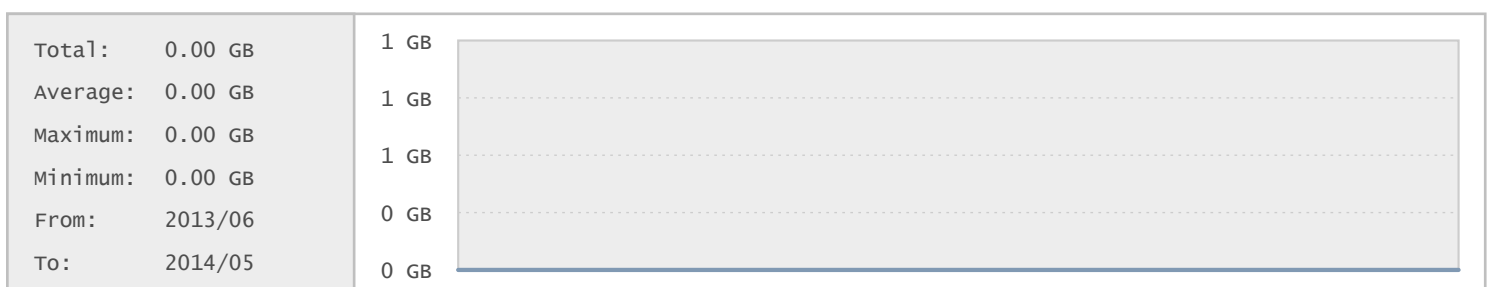 Total: 0.00 GB
Average: 0.00 GB
Maximum: 0.00 GB
Minimum: 0.00 GB
From: 2013/06
To: 2014/05
1 GB
1 GB
1 GB
0 GB
0 GB